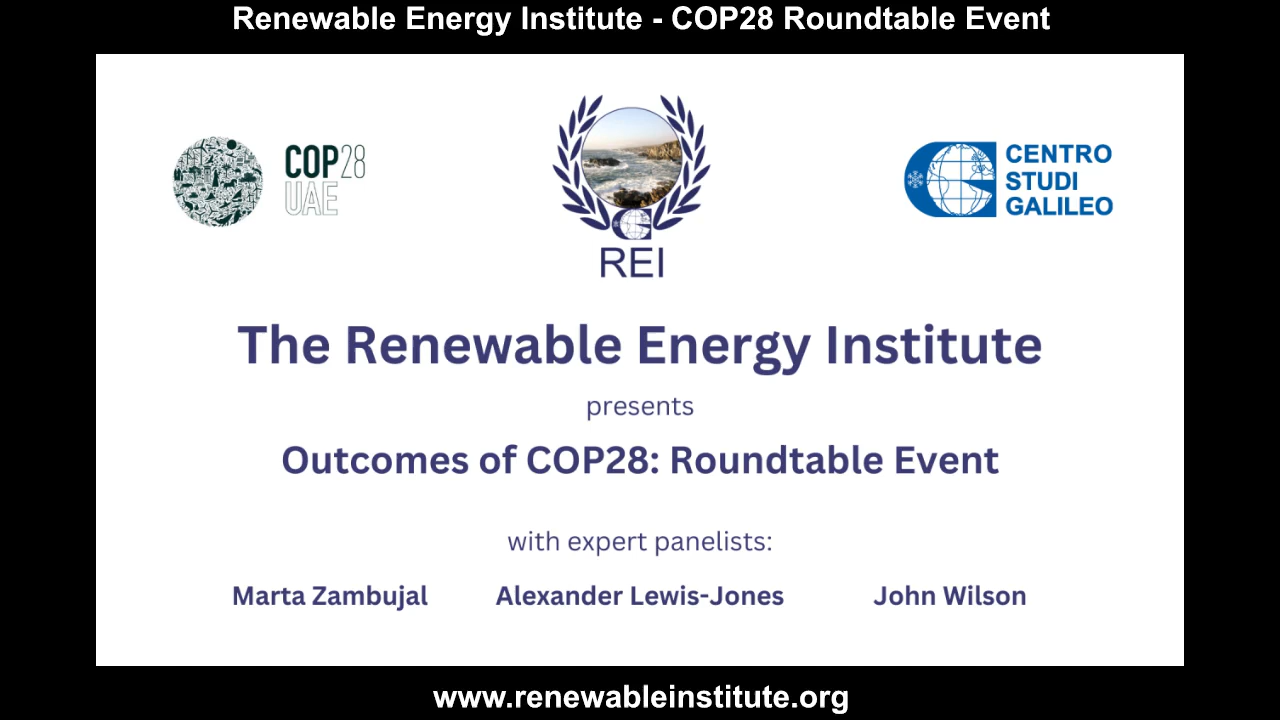 Renewable Energy Institute - COP28 Roundtable Event
COP28
UAE
REI
CENTRO
STUDI
GALILEO
The Renewable Energy Institute
presents
Outcomes of COP28: Roundtable Event
with expert panelists:
Marta Zambujal
Alexander Lewis-Jones
John Wilson
www.renewableinstitute.org